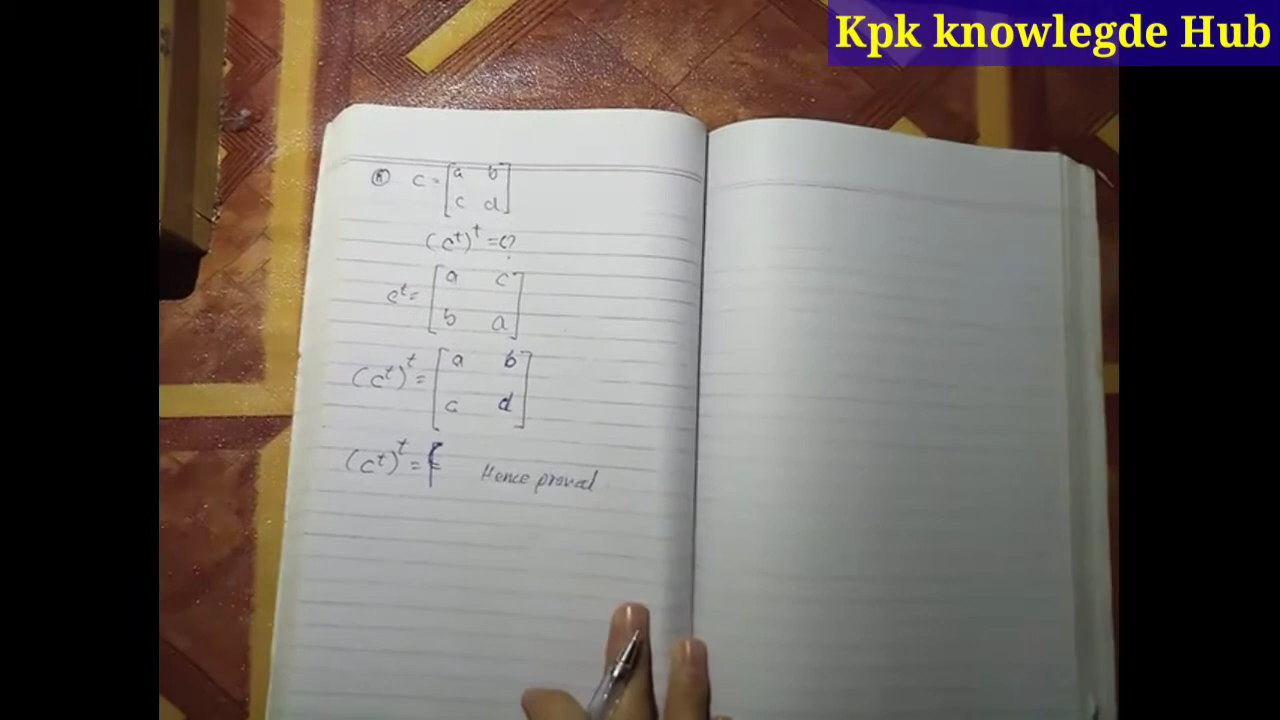 Kpk knowlegde Hub
C = [a b
c d]
(c^t)^t = c?
c^t = [a c
b a]
(c^t)^t = [a b
c d]
(c^t)^t =
Hence proved